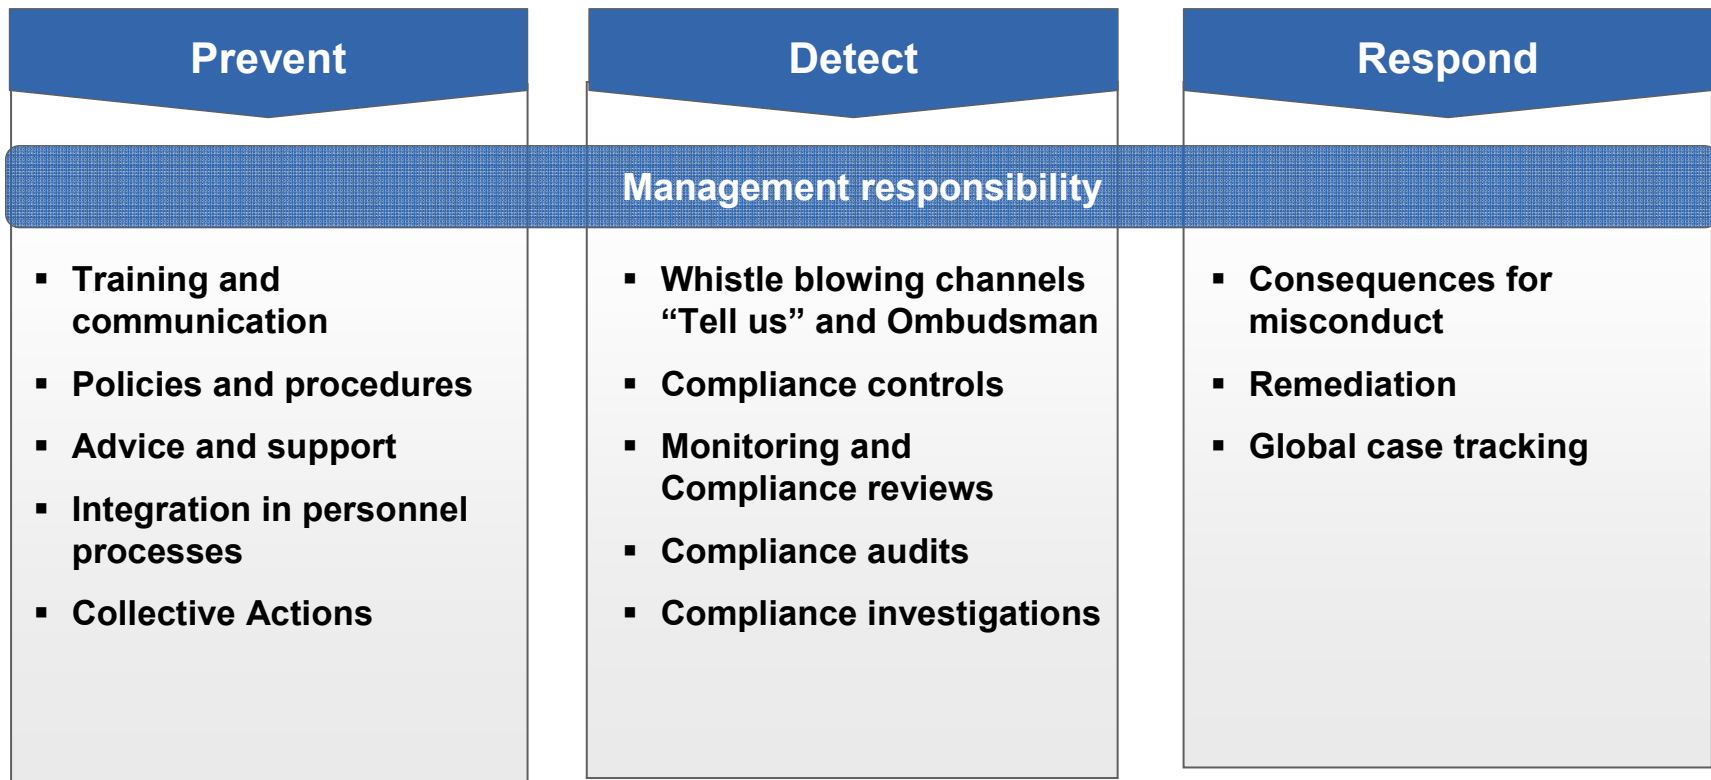 Prevent
Detect
Respond
Management responsibility
▪ Training and
communication
▪ Policies and procedures
▪ Advice and support
▪ Integration in personnel
processes
▪ Collective Actions
▪ Whistle blowing channels
“Tell us” and Ombudsman
▪ Compliance controls
▪ Monitoring and
Compliance reviews
▪ Compliance audits
▪ Compliance investigations
▪ Consequences for
misconduct
▪ Remediation
▪ Global case tracking